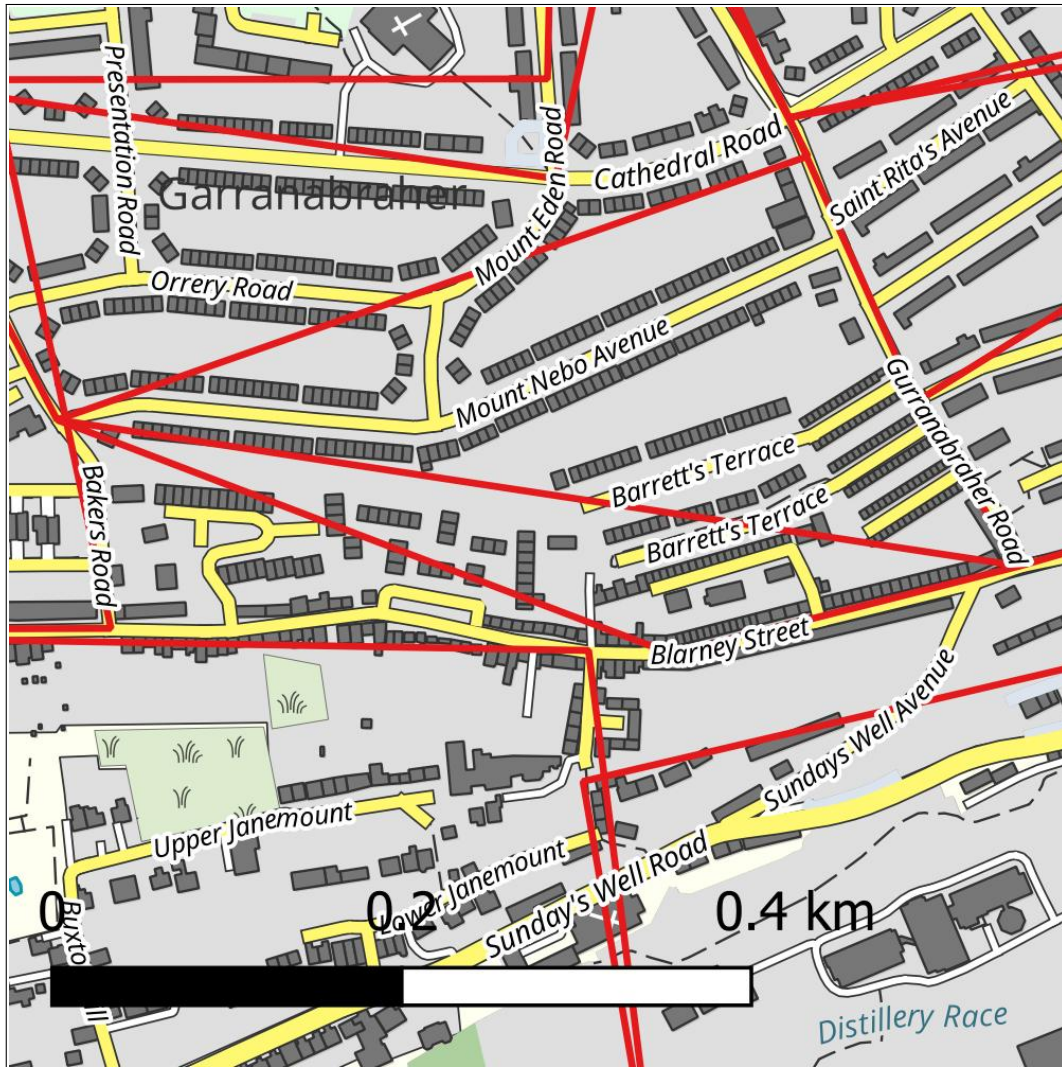 Presentation Road
Mount Eden Road
Cathedral Road
Saint Rita's Avenue
Garranabraher
Orrery Road
Mount Nebo Avenue
Gurranabraher Road
Barrett's Terrace
Barrett's Terrace
Bakers Road
Blarney Street
Sundays Well Avenue
Upper Janemount
Lower Janemount
Sunday's Well Road
0 0.2 0.4 km
Distillery Race